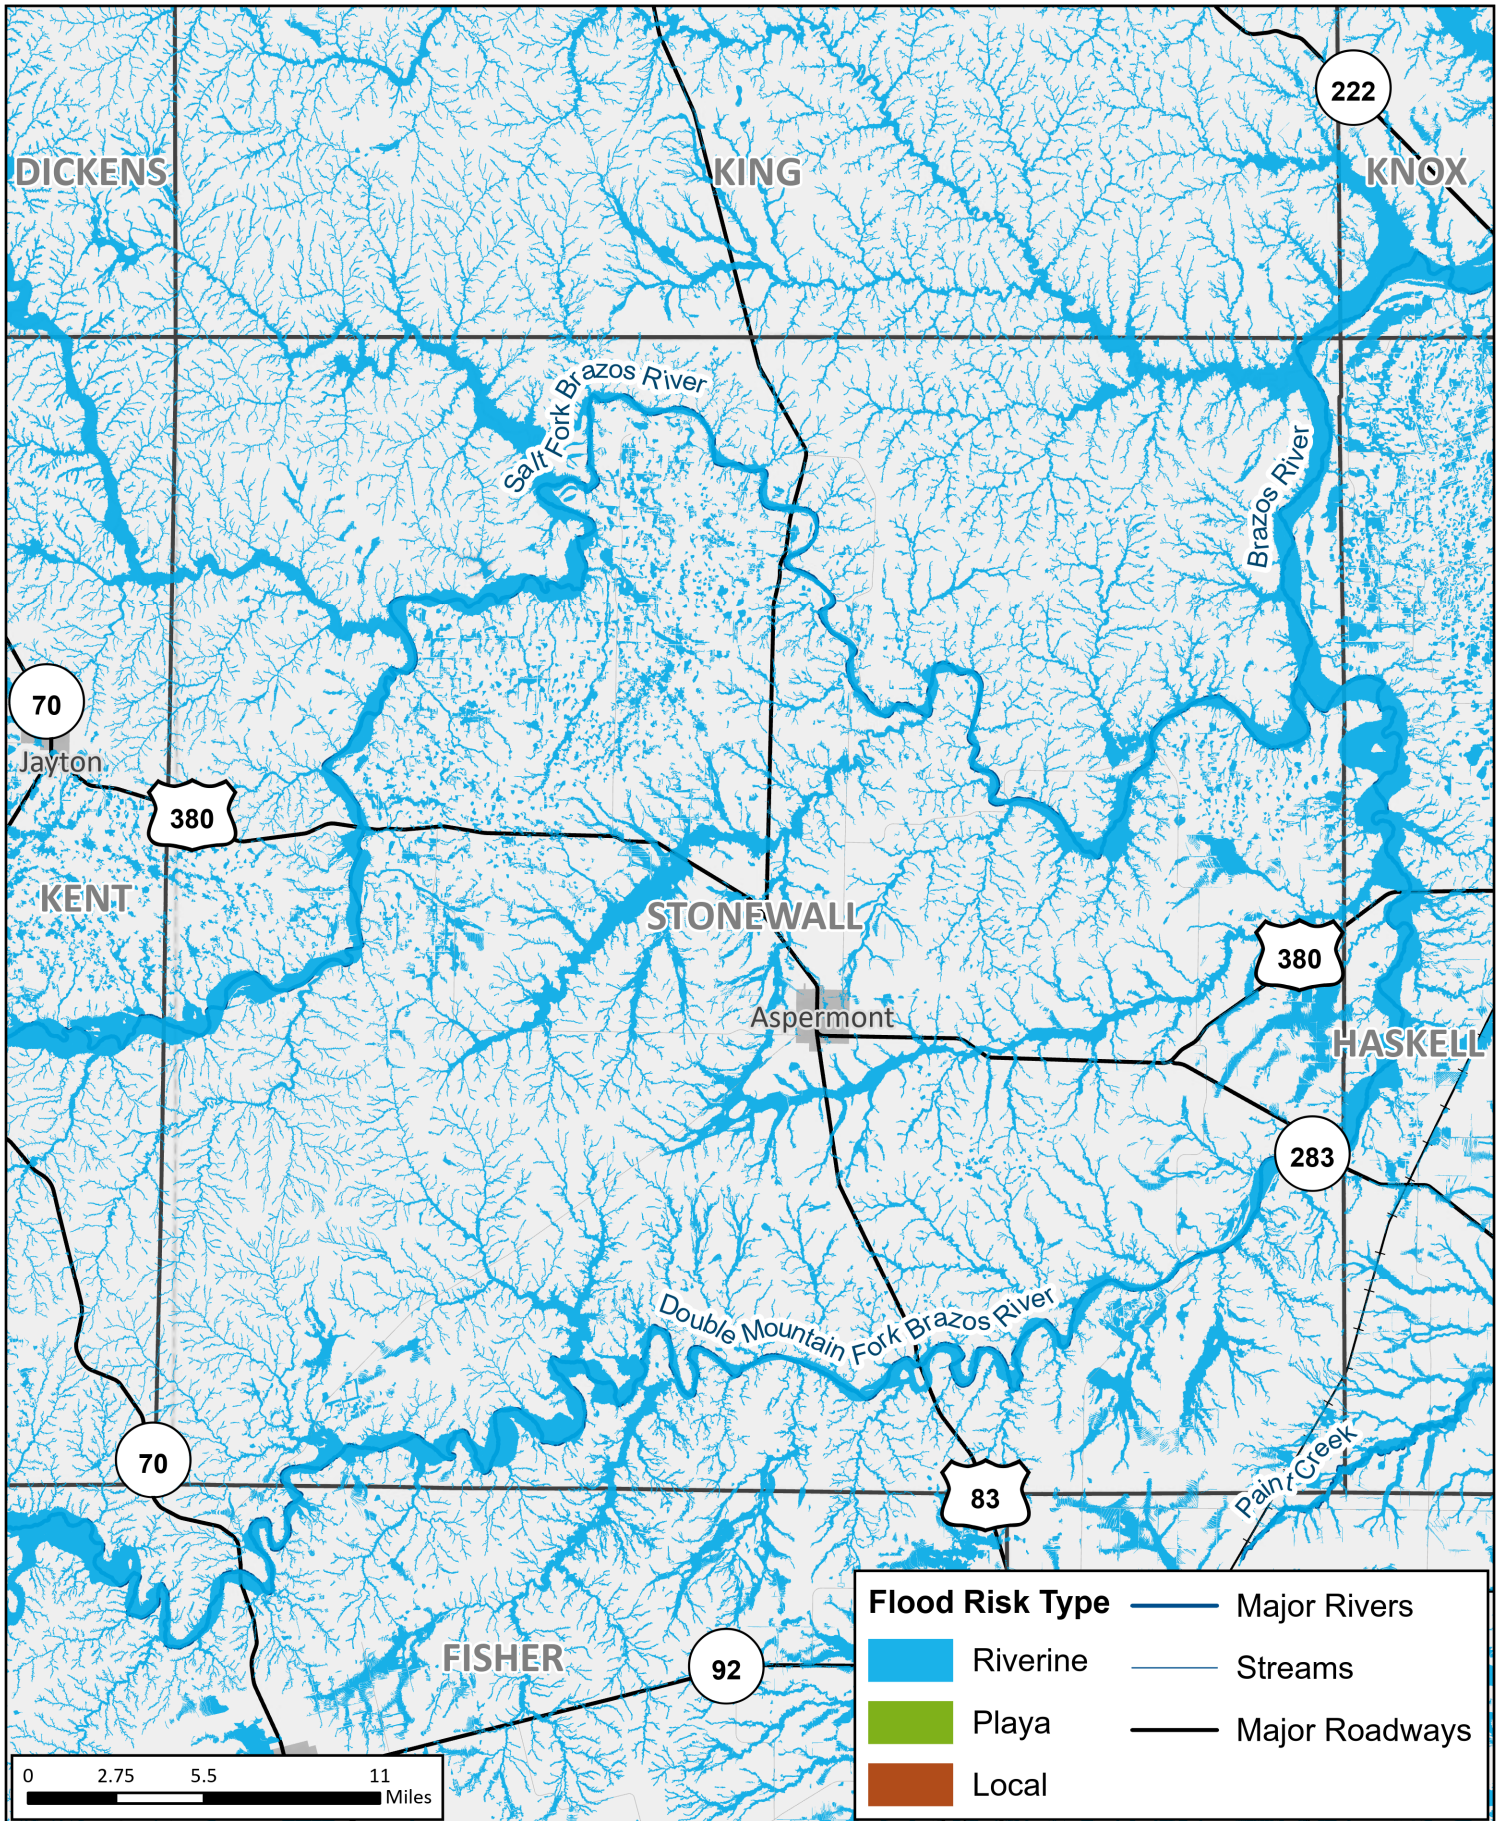 222
DICKENS
KING
KNOX
Salt Fork Brazos River
Brazos River
70
Jayton
380
KENT
STONEWALL
380
Aspermont
HASKELL
283
Double Mountain Fork Brazos River
Paint Creek
70
83
FISHER
92
Flood Risk Type
Riverine
Playa
Local
Major Rivers
Streams
Major Roadways
0 2.75 5.5 11
Miles